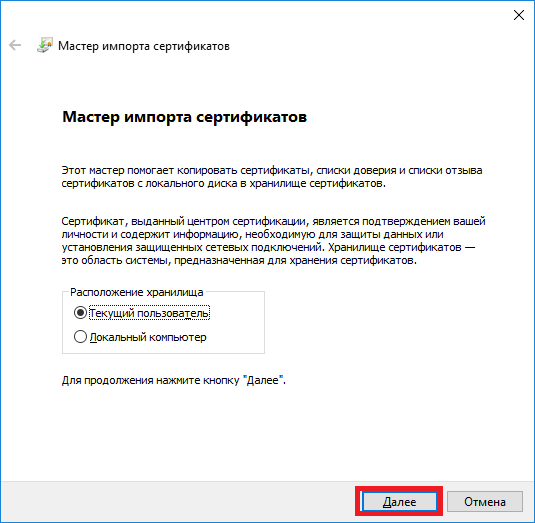 Мастер импорта сертификатов
Мастер импорта сертификатов
Этот мастер помогает копировать сертификаты, списки доверия и списки отзыва
сертификатов с локального диска в хранилище сертификатов.
Сертификат, выданный центром сертификации, является подтверждением вашей
личности и содержит информацию, необходимую для защиты данных или
установления защищенных сетевых подключений. Хранилище сертификатов —
это область системы, предназначенная для хранения сертификатов.
Расположение хранилища
Текущий пользователь
Локальный компьютер
Для продолжения нажмите кнопку "Далее".
Далее
Отмена